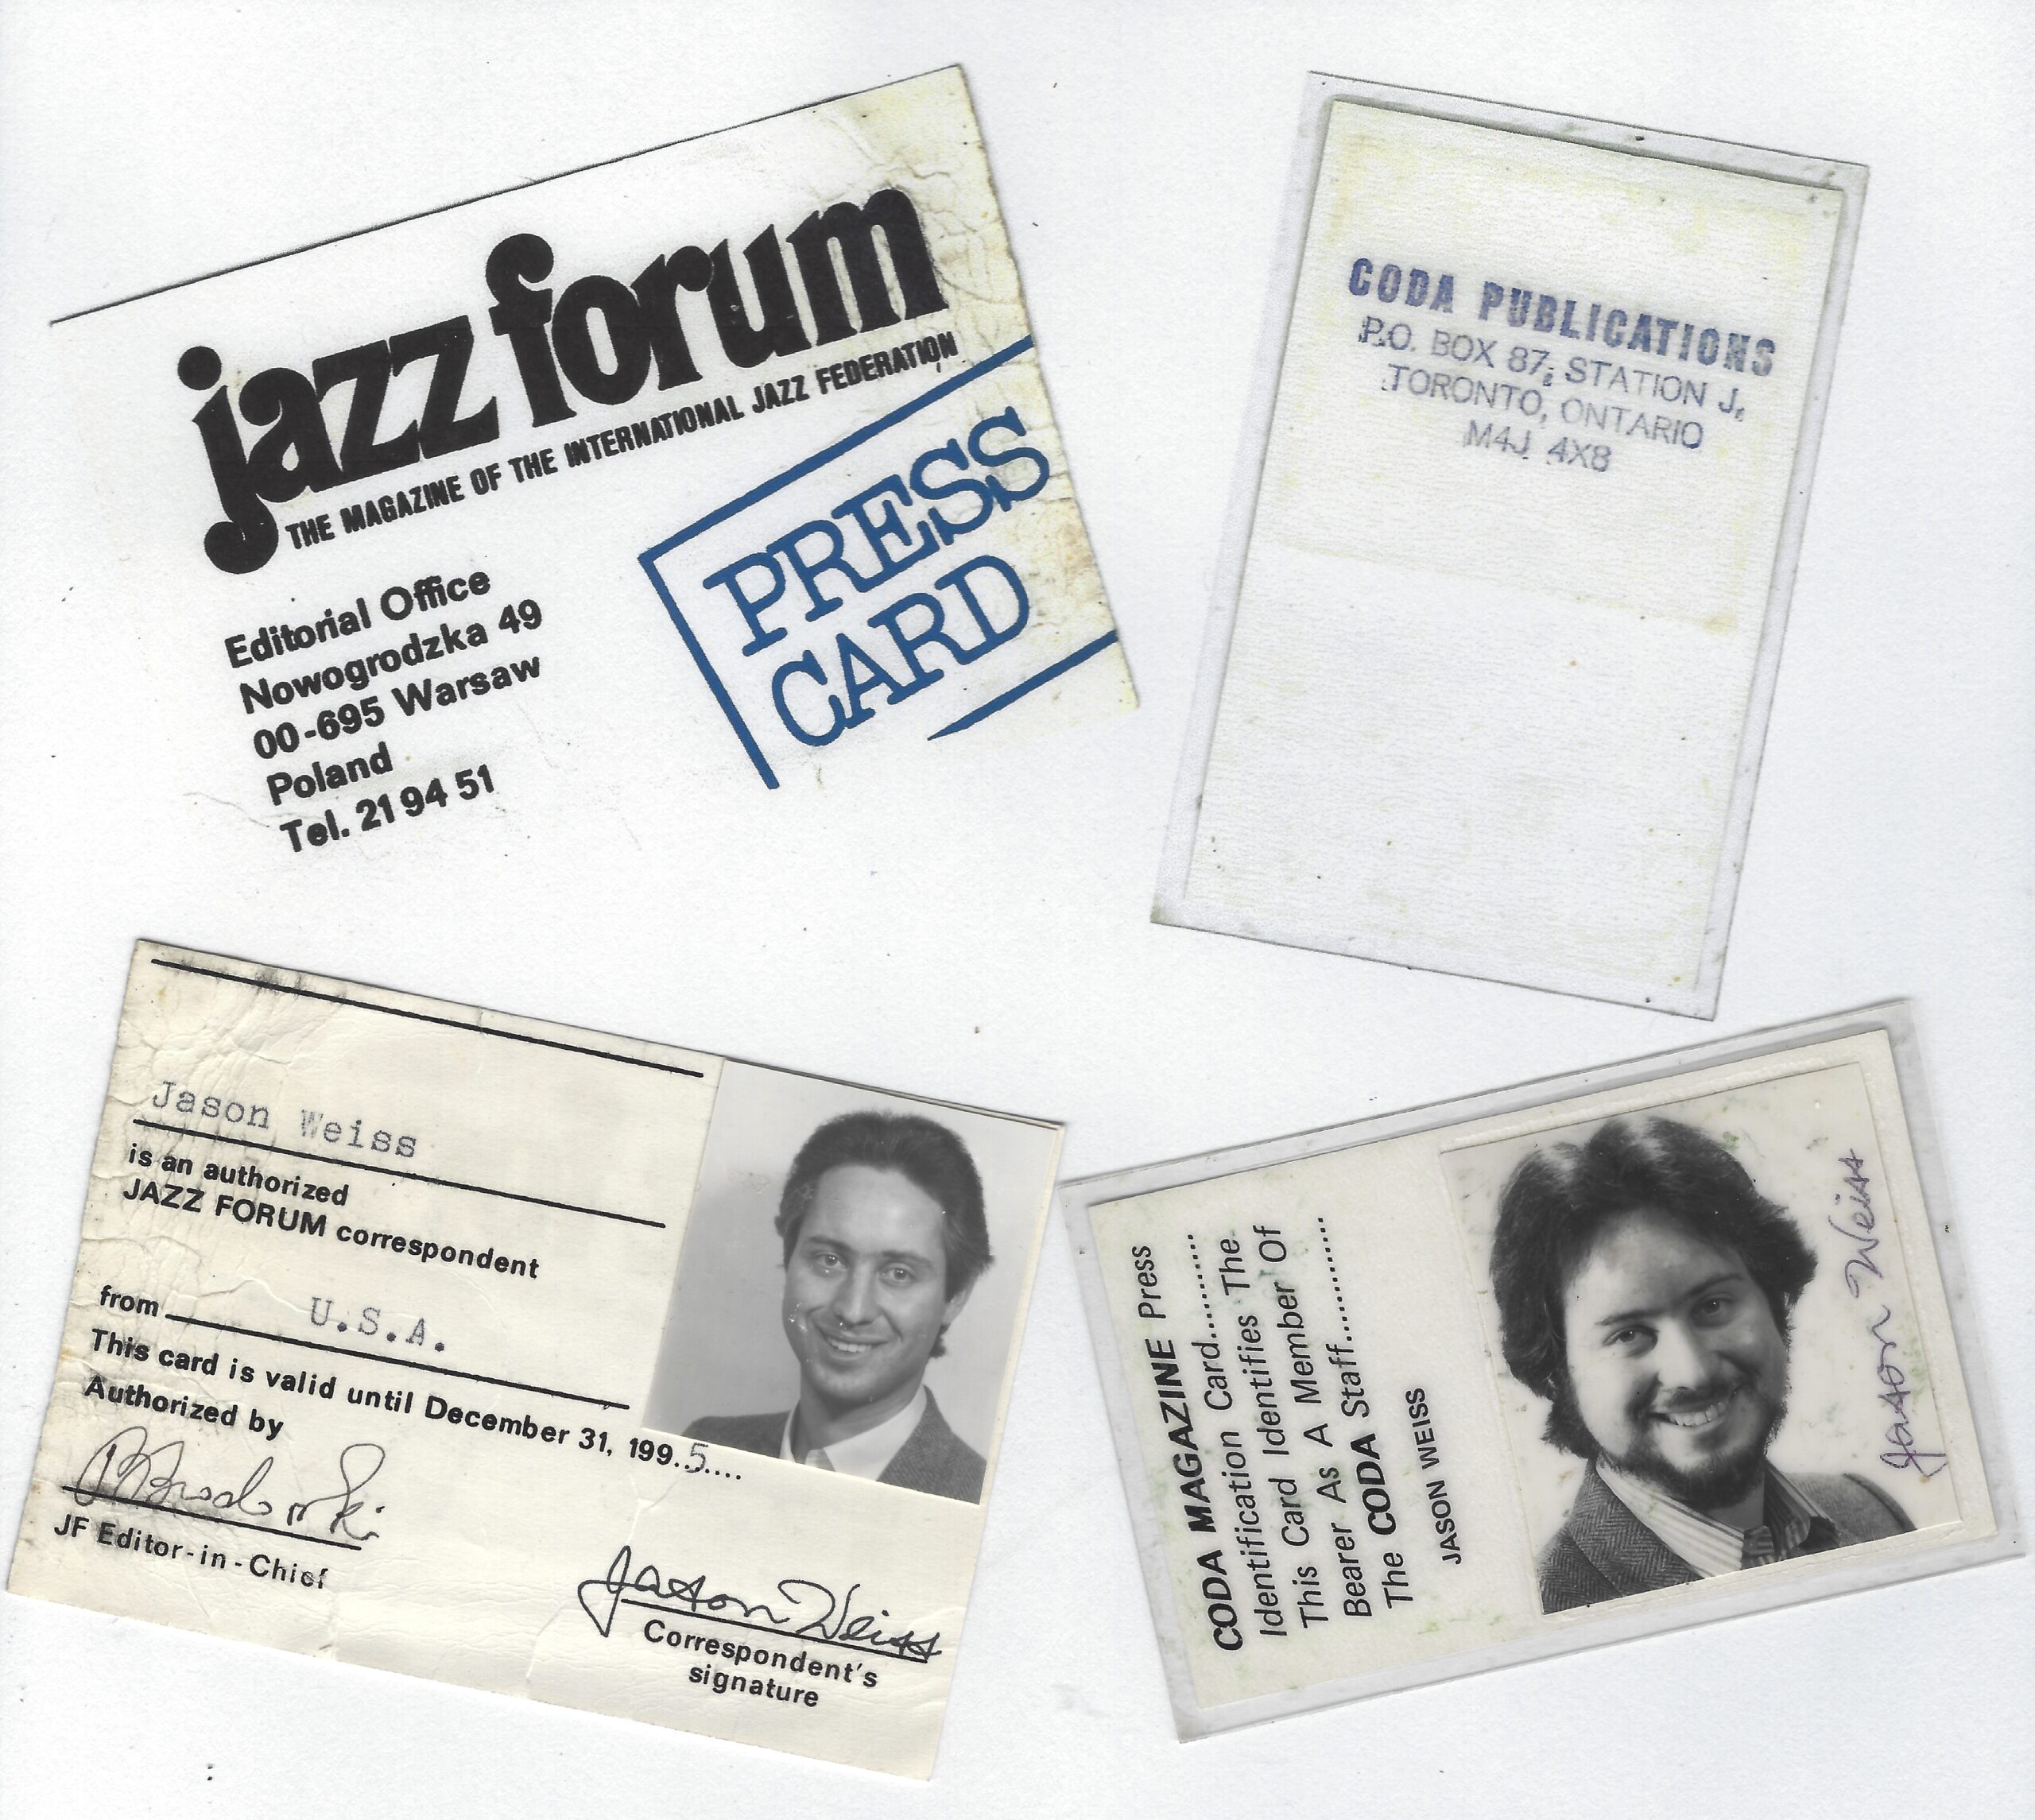 jazz forum
THE MAGAZINE OF THE INTERNATIONAL JAZZ FEDERATION
PRESS
CARD
Editorial Office
Nowogrodzka 49
00-695 Warsaw
Poland
Tel. 21 94 51
CODA PUBLICATIONS
P.O. BOX 87, STATION J,
TORONTO, ONTARIO
M4J 4X8
Jason Weiss
is an authorized
JAZZ FORUM correspondent
from U.S.A.
This card is valid until December 31, 199.5....
Authorized by
JF Editor-in-Chief
Jason Weiss
Correspondent's
signature
CODA MAGAZINE Press
Identification Card..........
This Card Identifies The
Bearer As A Member Of
The CODA Staff..............
JASON WEISS
Jason Weiss